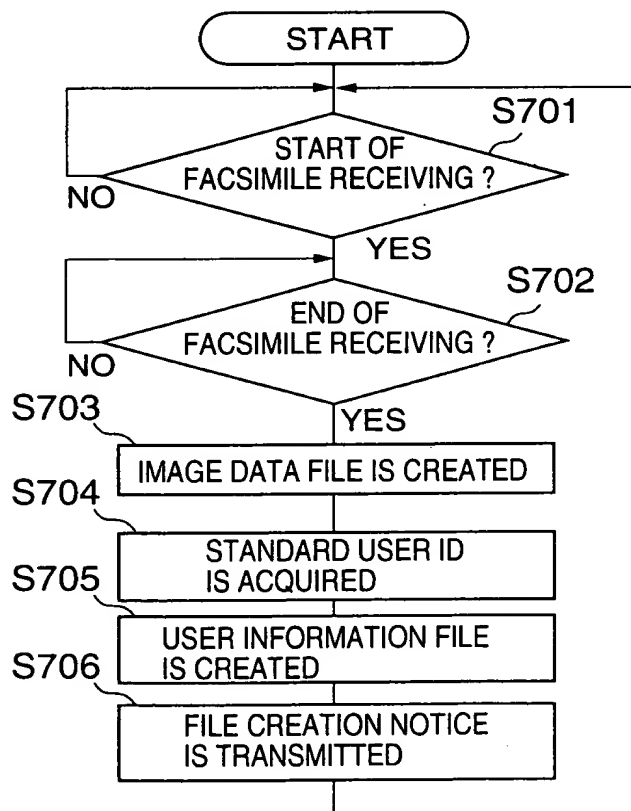 START
S701
START OF
FACSIMILE RECEIVING ?
NO
YES
S702
END OF
FACSIMILE RECEIVING ?
NO
YES
S703
IMAGE DATA FILE IS CREATED
S704
STANDARD USER ID
IS ACQUIRED
S705
USER INFORMATION FILE
IS CREATED
S706
FILE CREATION NOTICE
IS TRANSMITTED